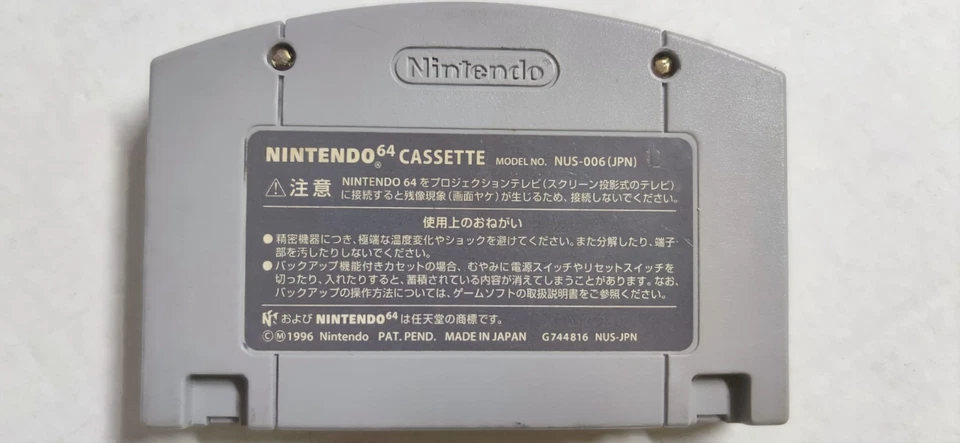 Nintendo
NINTENDO64® CASSETTE MODEL NO. NUS-006(JPN)
⚠注意 NINTENDO 64をプロジェクションテレビ(スクリーン投影式のテレビ)
に接続すると残像現象(画面ヤケ)が生じるため、接続しないでください。
使用上のおねがい
●精密機器につき、極端な温度変化やショックを避けてください。また分解したり、端子
部を汚したりしないでください。
●バックアップ機能付きカセットの場合、むやみに電源スイッチやリセットスイッチを
切ったり、入れたりすると、蓄積されている内容が消えてしまうことがあります。なお、
バックアップの操作方法については、ゲームソフトの取扱説明書をご参照ください。
および NINTENDO64は任天堂の商標です。
©Ⓜ1996 Nintendo PAT. PEND. MADE IN JAPAN G744816 NUS-JPN